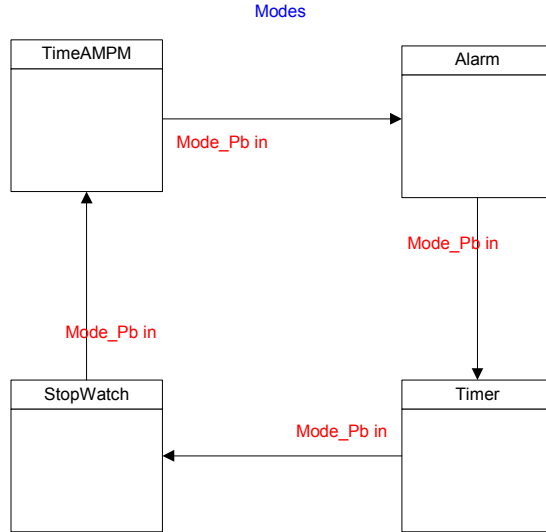 Modes
TimeAMPM
Alarm
Mode_Pb in
Mode_Pb in
Mode_Pb in
StopWatch
Timer
Mode_Pb in